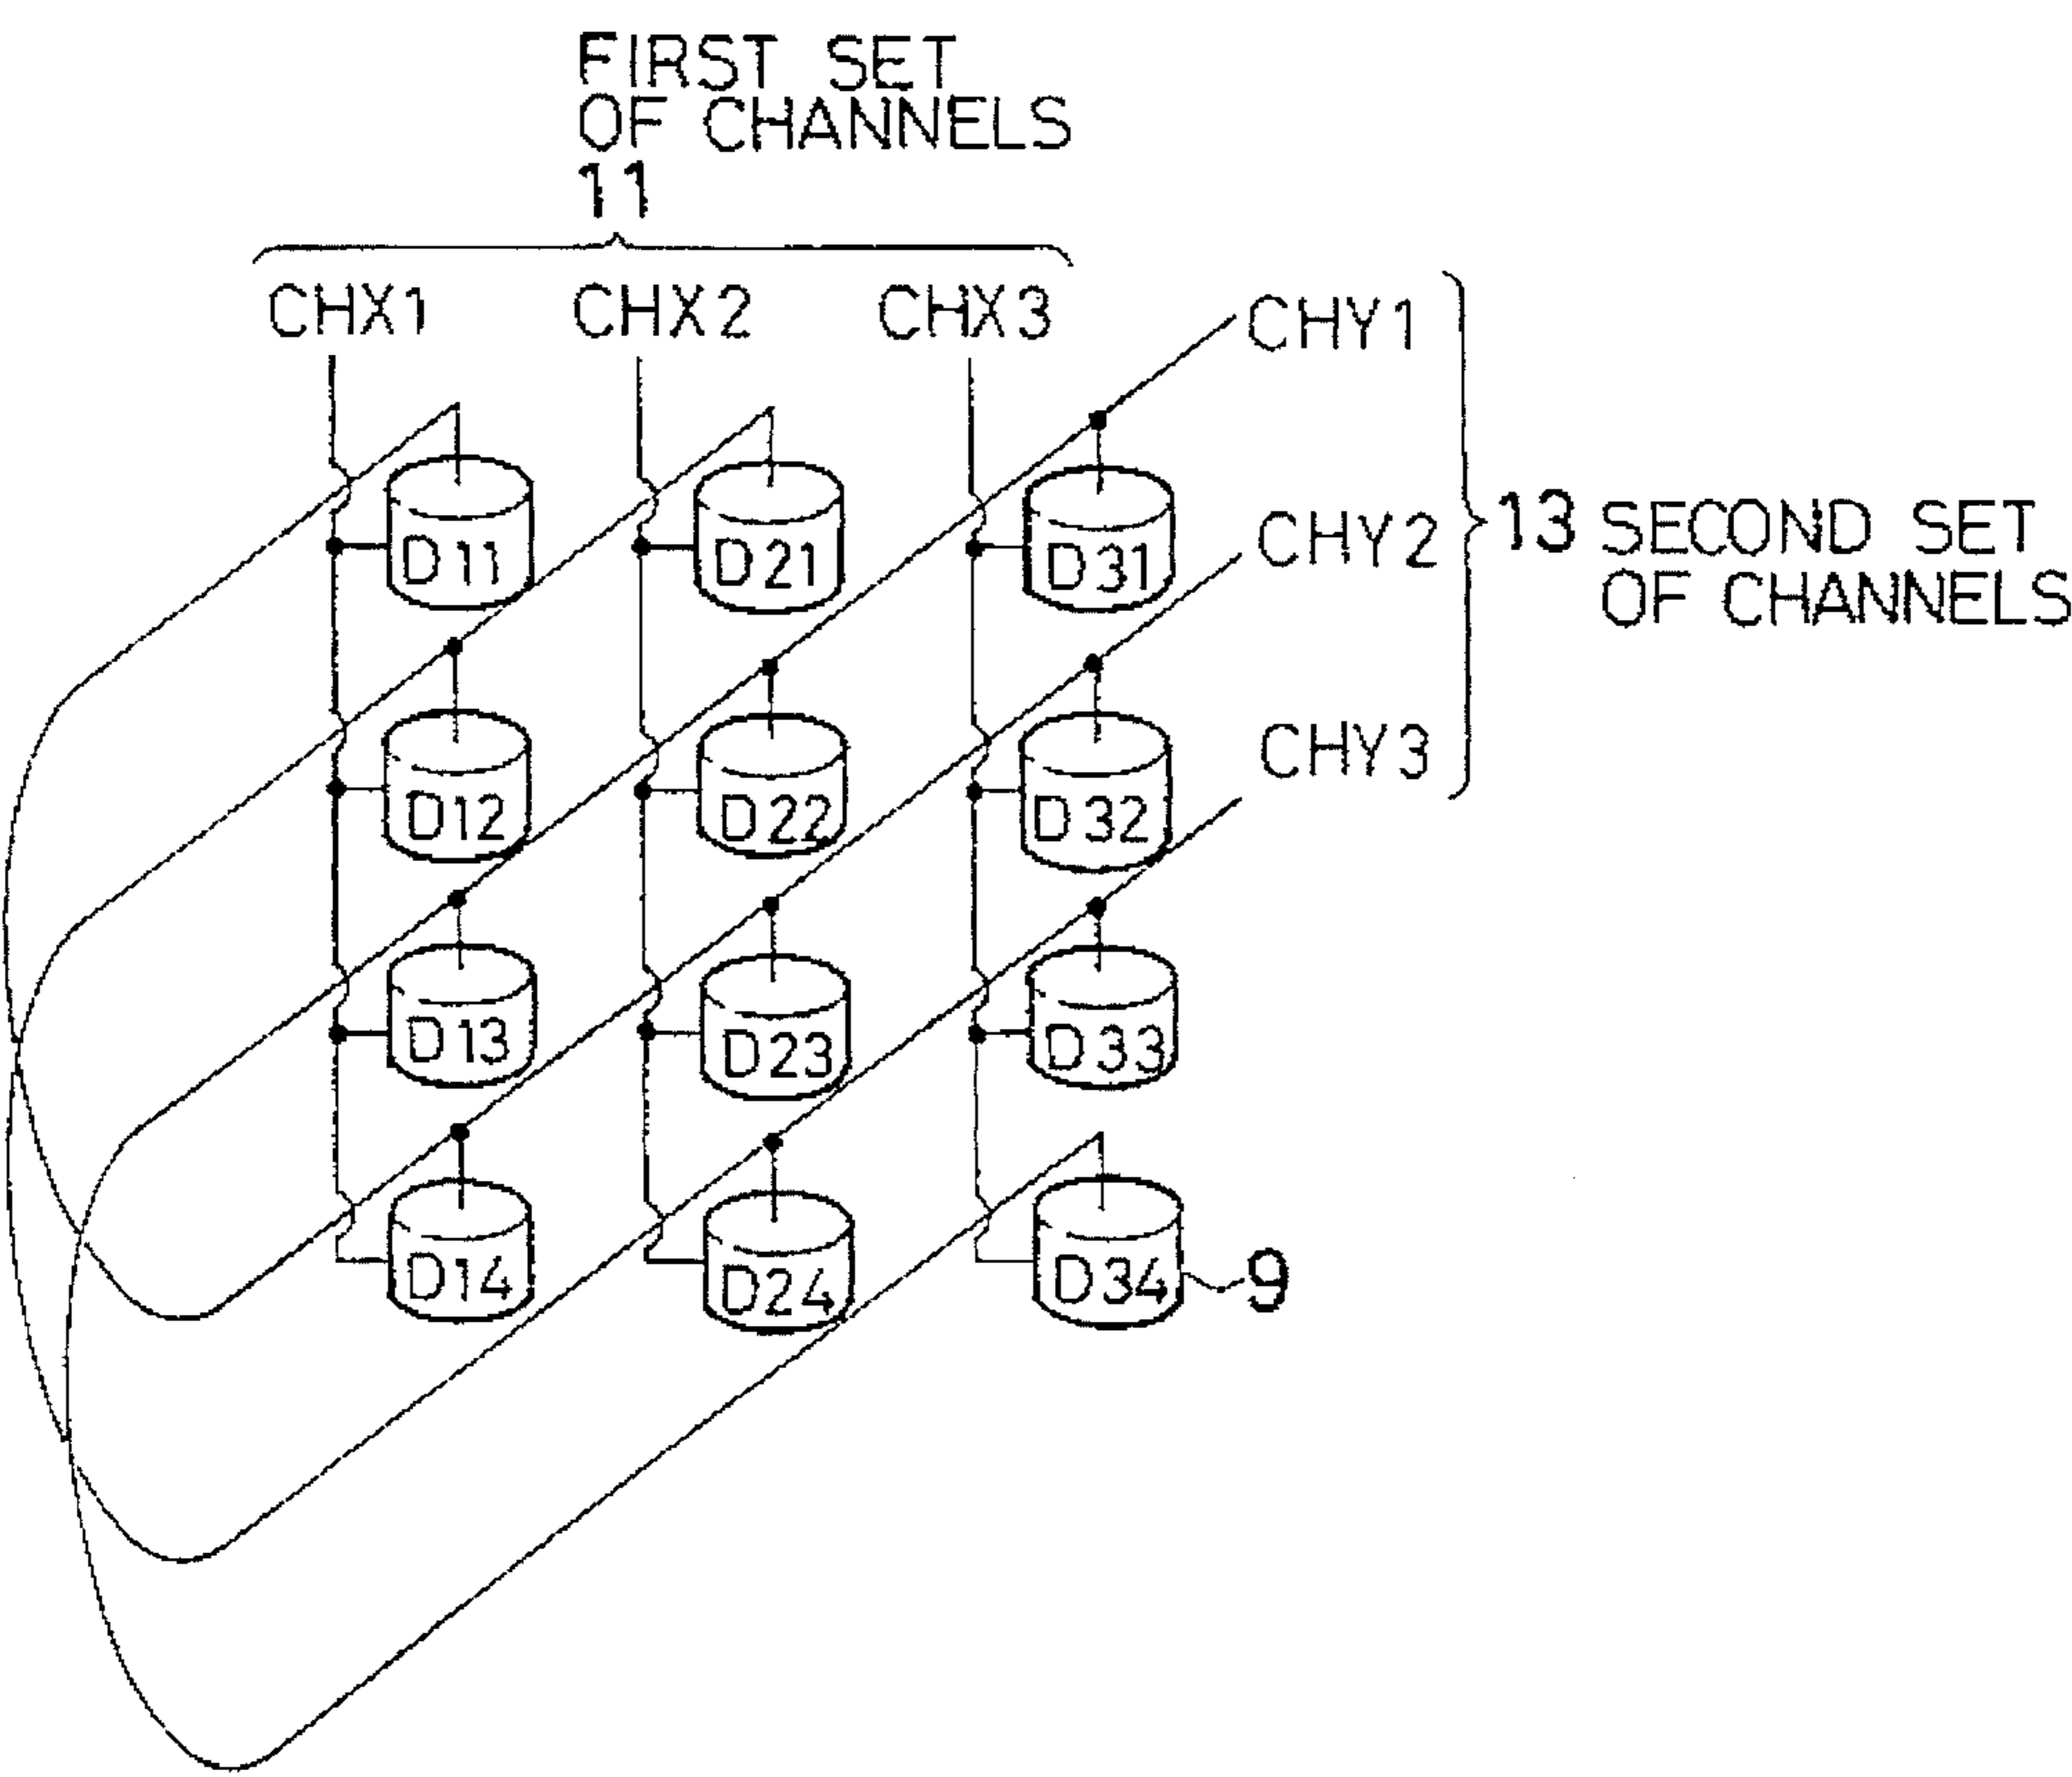 FIRST SET
OF CHANNELS
11
CHX1 CHX2 CHX3
CHY1
CHY2
CHY3
13 SECOND SET
OF CHANNELS
D11 D21 D31
D12 D22 D32
D13 D23 D33
D14 D24 D34
9